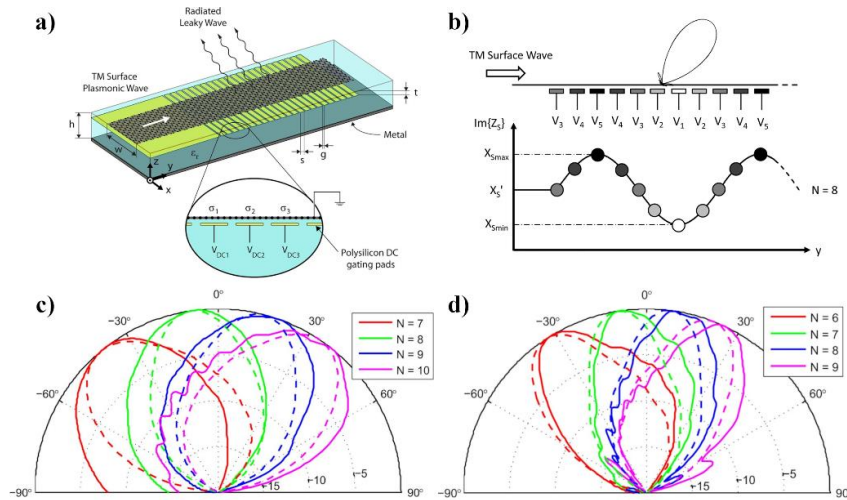 a)
Radiated
Leaky Wave
TM Surface
Plasmonic Wave
h
w
z
y
x
εr
s
g
t
Metal
σ1 σ2 σ3
VDC1 VDC2 VDC3
Polysilicon DC
gating pads
b)
TM Surface Wave
V3 V4 V5 V4 V3 V2 V1 V2 V3 V4 V5
Im{ZS}
XSmax
XS'
XSmin
N = 8
y
c)
0°
−30° 30°
−60° 60°
−90° 90°
−15 −10 −5
N = 7
N = 8
N = 9
N = 10
d)
0°
−30° 30°
−60° 60°
−90° 90
−15 −10 −5
N = 6
N = 7
N = 8
N = 9